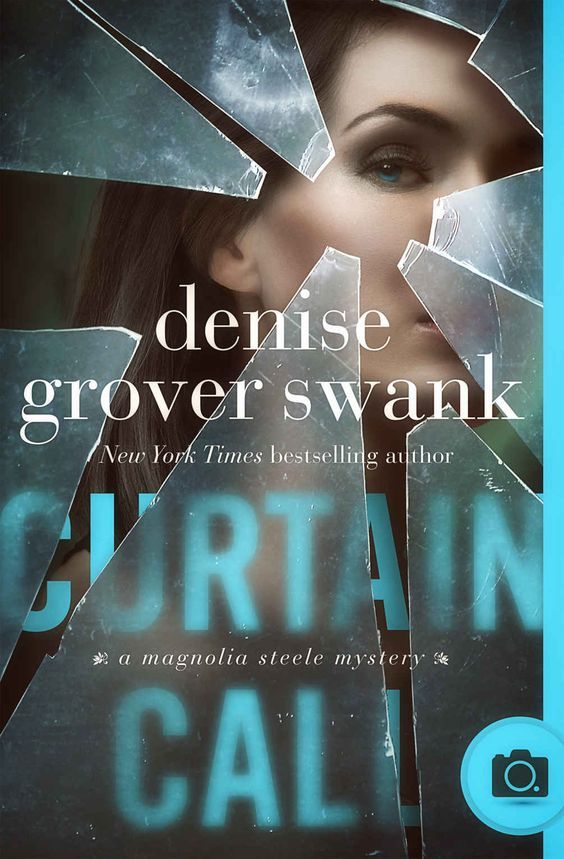 denise
grover swank
New York Times bestselling author
CURTAIN
a magnolia steele mystery
CALL